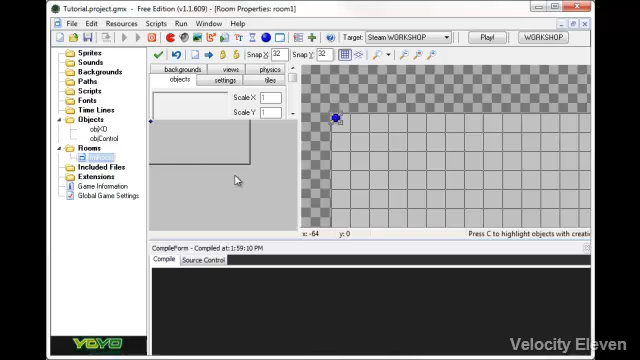 Tutorial.project.gmx - Free Edition (v1.1.609) - [Room Properties: room1]
File Edit Resources Scripts Run Window Help
Target: Steam WORKSHOP Play! WORKSHOP
Sprites
Sounds
Backgrounds
Paths
Scripts
Fonts
Time Lines
Objects
objXO
objControl
Rooms
Included Files
Extensions
Game Information
Global Game Settings
Snap X 32 Snap Y 32
backgrounds views physics
objects settings tiles
Scale X 1
Scale Y 1
x: -64 y: 0 Press C to highlight objects with creati
CompileForm - Compiled at:1:59:10 PM
Compile Source Control
YOYO
Velocity Eleven